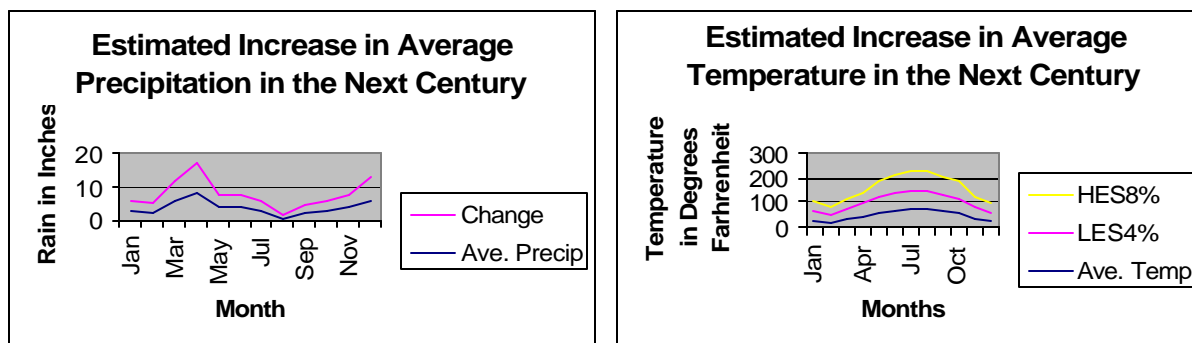 Estimated Increase in Average
Precipitation in the Next Century
Rain in Inches
20
10
0
Jan
Mar
May
Jul
Sep
Nov
Month
Change
Ave. Precip
Estimated Increase in Average
Temperature in the Next Century
Temperature
in Degrees
Farhrenheit
300
200
100
0
Jan
Apr
Jul
Oct
Months
HES8%
LES4%
Ave. Temp